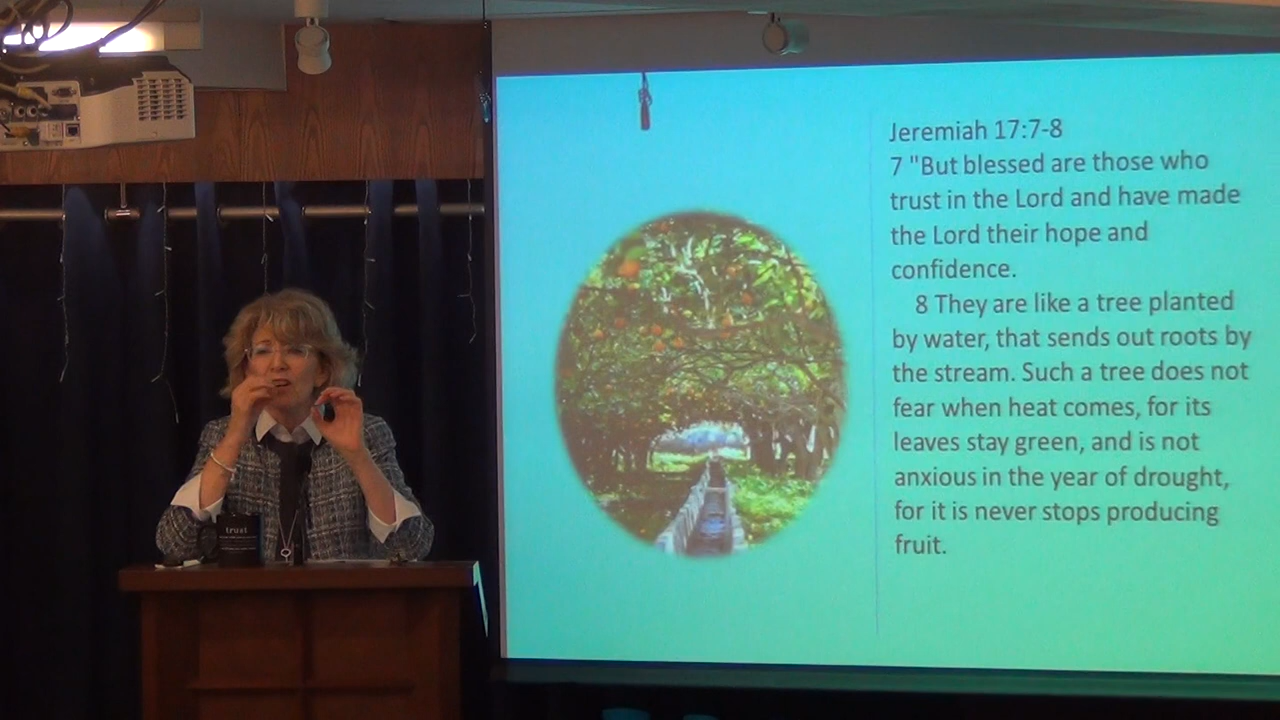 Jeremiah 17:7-8
7 "But blessed are those who
trust in the Lord and have made
the Lord their hope and
confidence.
8 They are like a tree planted
by water, that sends out roots by
the stream. Such a tree does not
fear when heat comes, for its
leaves stay green, and is not
anxious in the year of drought,
for it is never stops producing
fruit.
trust